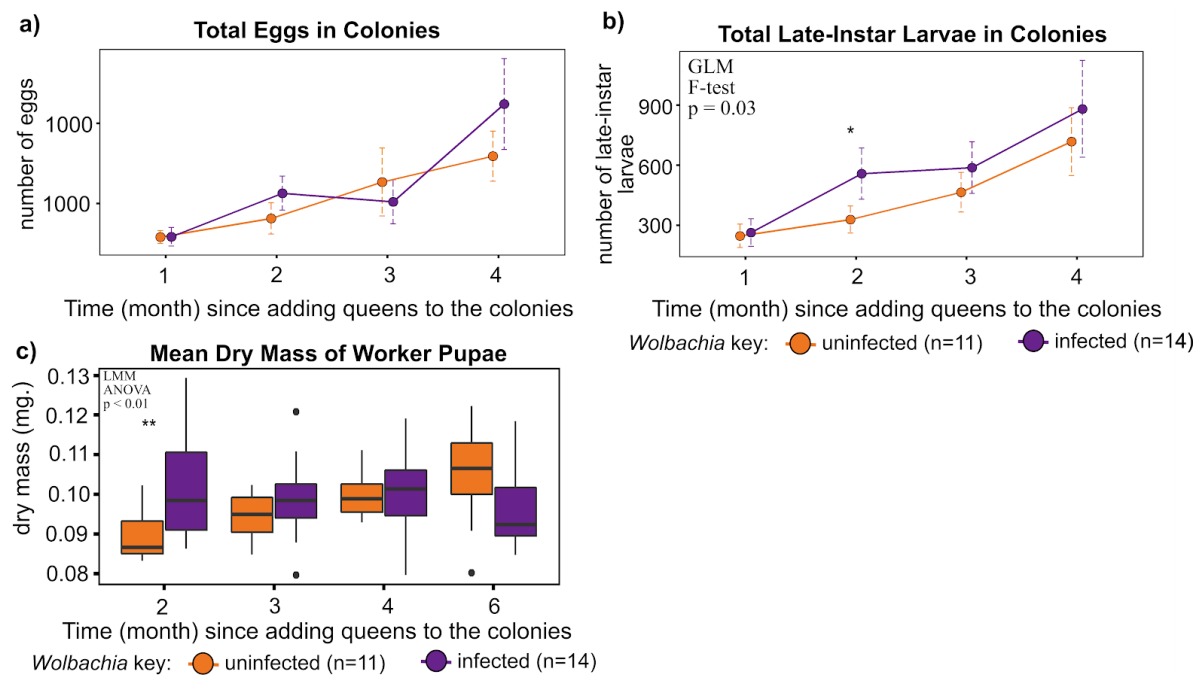 a)
Total Eggs in Colonies
number of eggs
1000
1000
1
2
3
4
Time (month) since adding queens to the colonies
b)
Total Late-Instar Larvae in Colonies
GLM
F-test
p = 0.03
*
number of late-instar
larvae
900
600
300
1
2
3
4
Time (month) since adding queens to the colonies
Wolbachia key: uninfected (n=11) infected (n=14)
c)
Mean Dry Mass of Worker Pupae
LMM
ANOVA
p < 0.01
**
dry mass (mg.)
0.13
0.12
0.11
0.10
0.09
0.08
2
3
4
6
Time (month) since adding queens to the colonies
Wolbachia key: uninfected (n=11) infected (n=14)